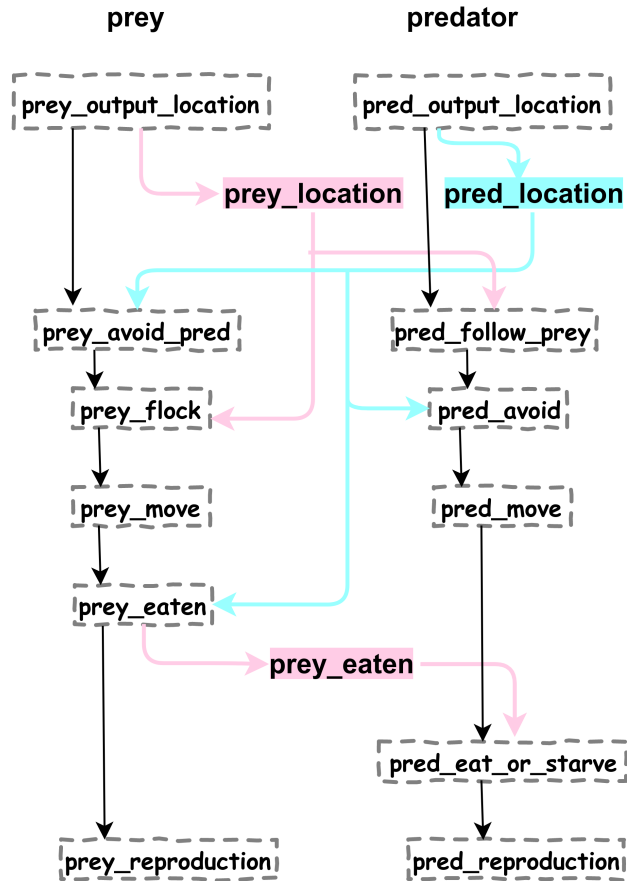 prey
predator
prey_output_location
pred_output_location
prey_location
pred_location
prey_avoid_pred
pred_follow_prey
prey_flock
pred_avoid
prey_move
pred_move
prey_eaten
prey_eaten
pred_eat_or_starve
prey_reproduction
pred_reproduction